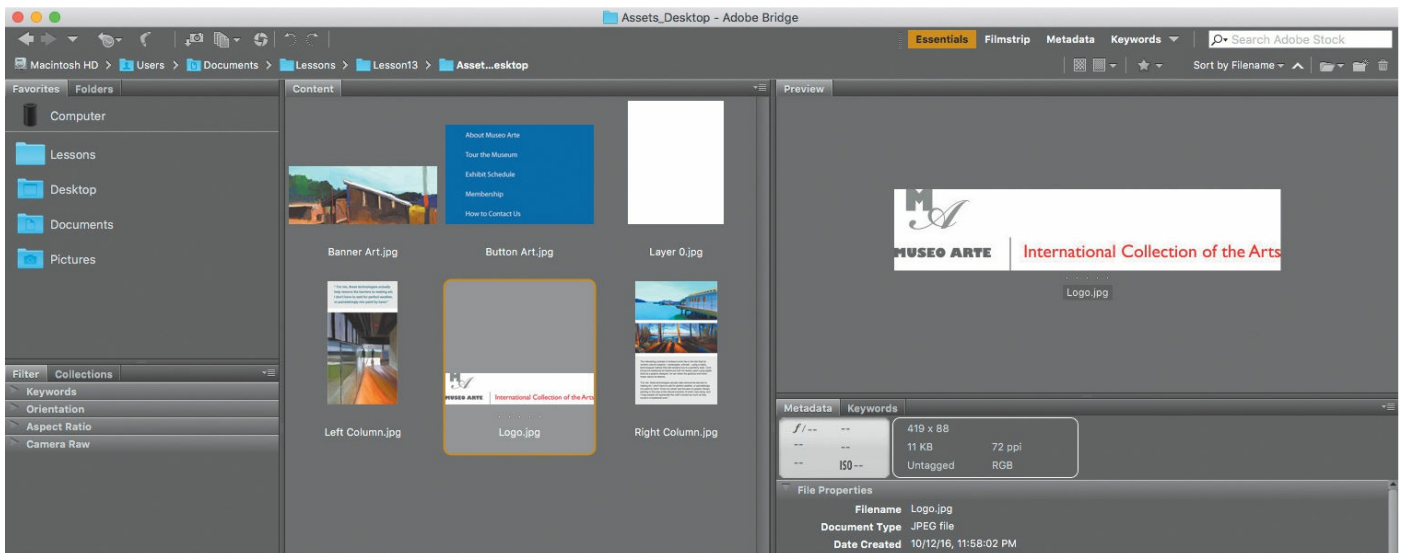 Assets_Desktop - Adobe Bridge
Essentials Filmstrip Metadata Keywords Search Adobe Stock
Macintosh HD > Users > Documents > Lessons > Lesson13 > Asset...esktop
Sort by Filename
Favorites Folders
Computer
Lessons
Desktop
Documents
Pictures
Filter Collections
Keywords
Orientation
Aspect Ratio
Camera Raw
Content
About Museo Arte
Tour the Museum
Exhibit Schedule
Membership
How to Contact Us
Banner Art.jpg Button Art.jpg Layer 0.jpg
MA
MUSEO ARTE International Collection of the Arts
Left Column.jpg Logo.jpg Right Column.jpg
Preview
MA
MUSEO ARTE International Collection of the Arts
Logo.jpg
Metadata Keywords
f/-- --
-- --
-- ISO --
419 x 88
11 KB 72 ppi
Untagged RGB
File Properties
Filename Logo.jpg
Document Type JPEG file
Date Created 10/12/16, 11:58:02 PM